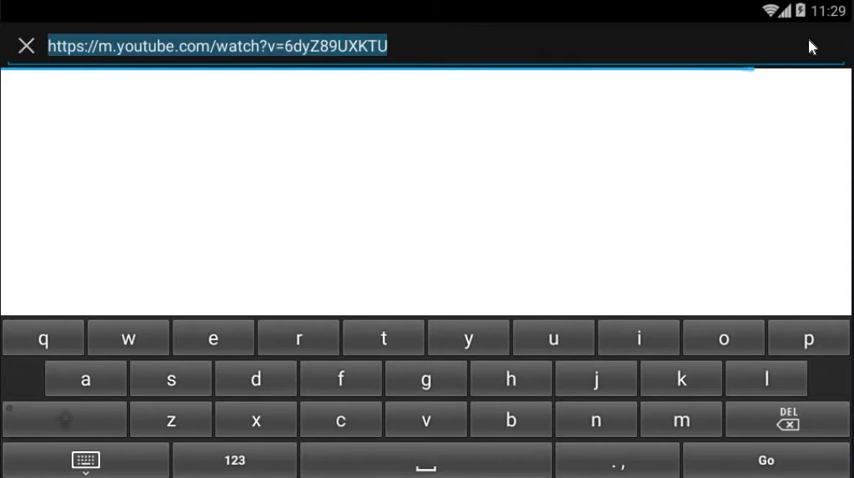 11:29
https://m.youtube.com/watch?v=6dyZ89UXKTU
q w e r t y u i o p
a s d f g h j k l
z x c v b n m DEL
123 . , Go